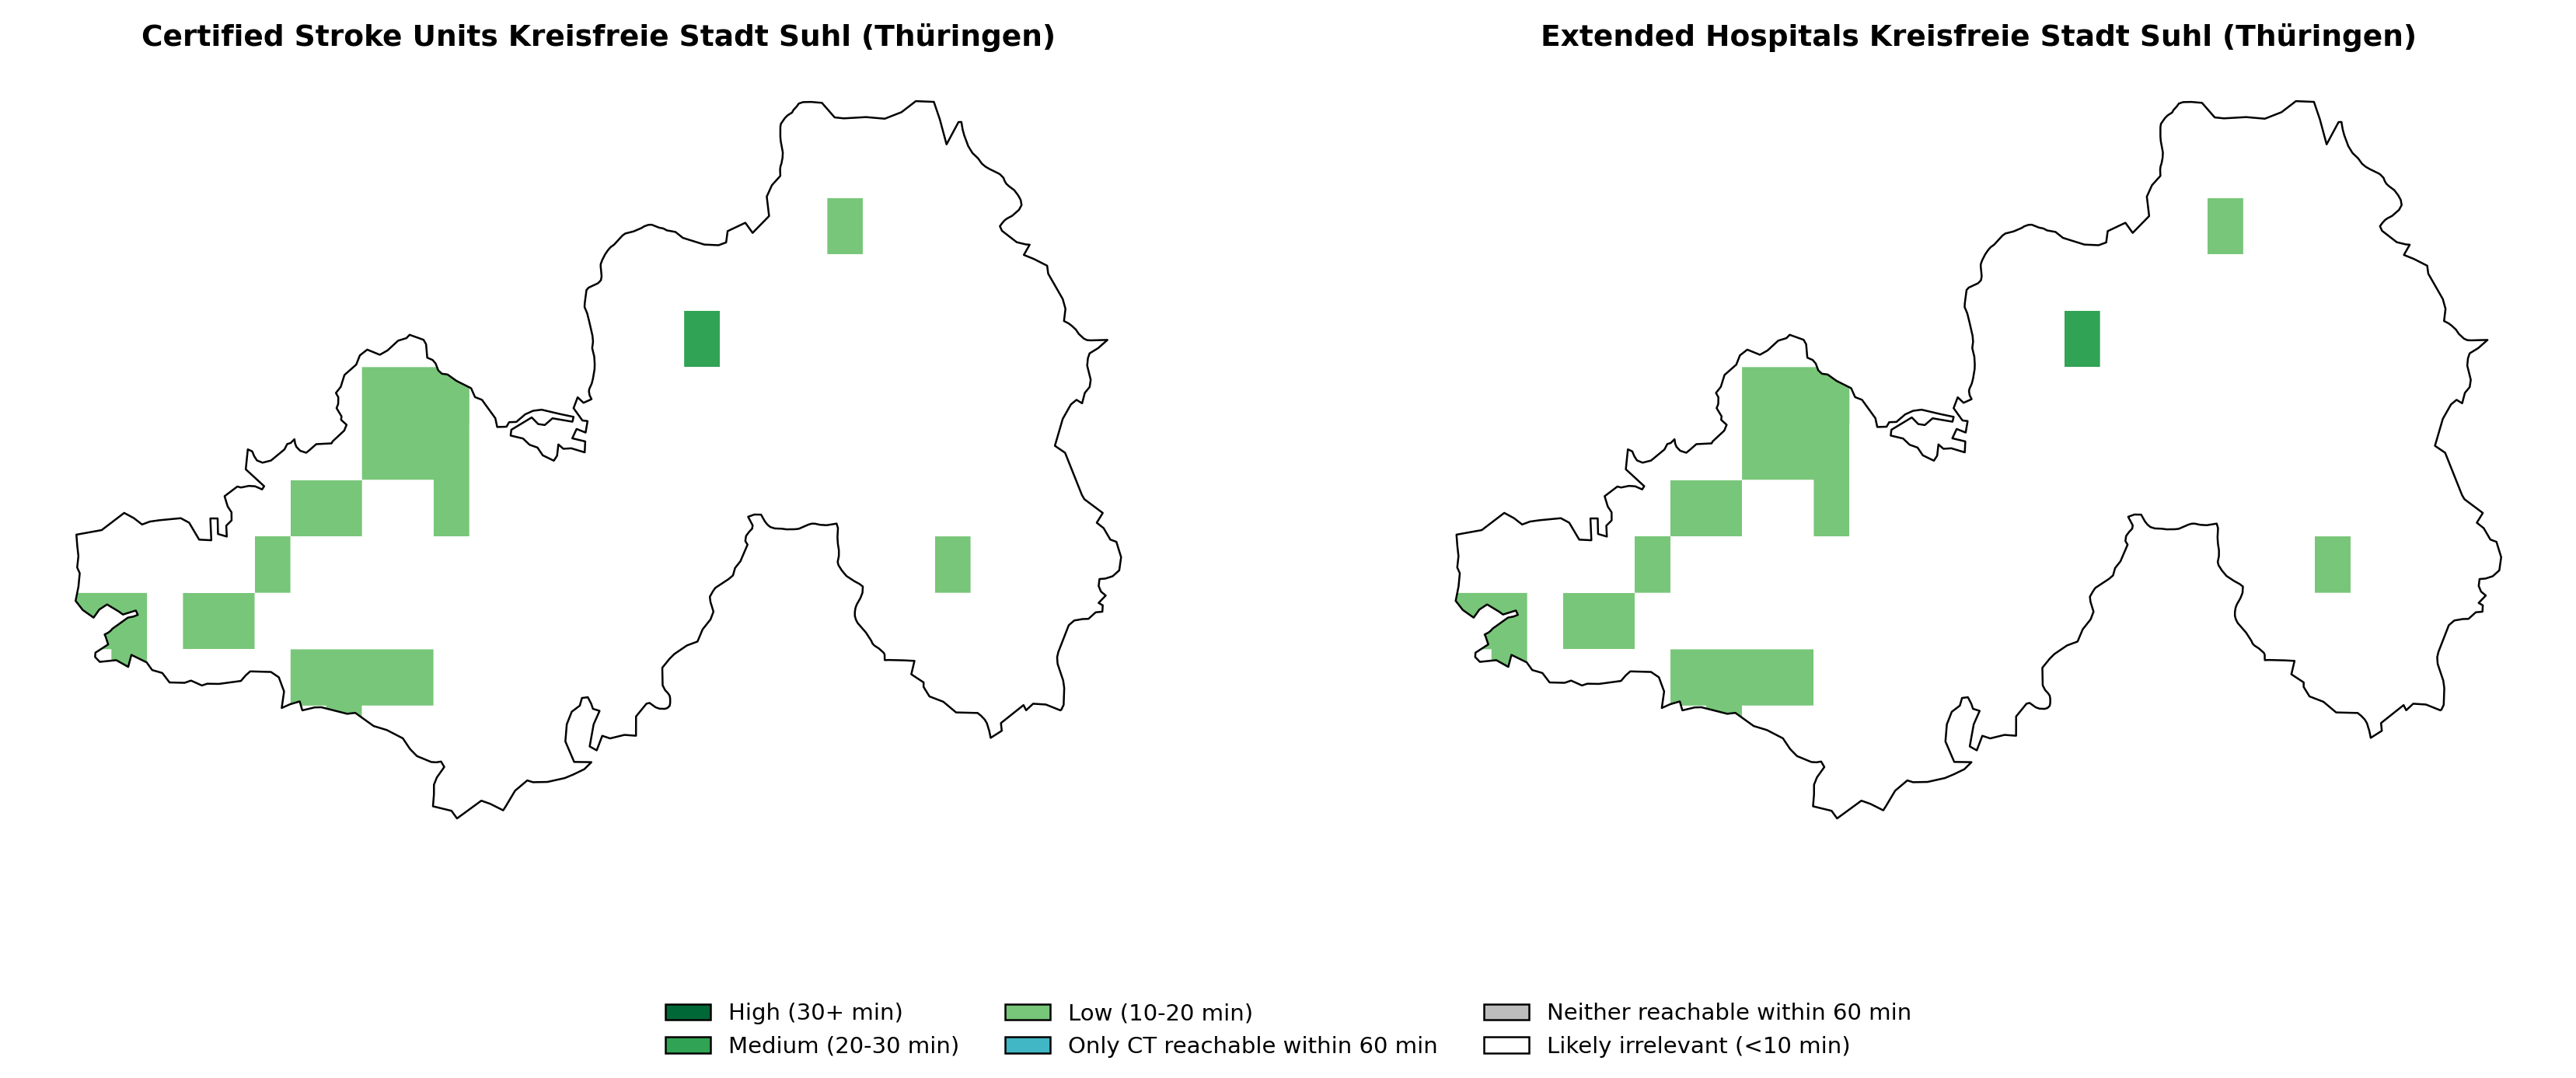 Certified Stroke Units Kreisfreie Stadt Suhl (Thüringen)
Extended Hospitals Kreisfreie Stadt Suhl (Thüringen)
High (30+ min)
Medium (20-30 min)
Low (10-20 min)
Only CT reachable within 60 min
Neither reachable within 60 min
Likely irrelevant (<10 min)